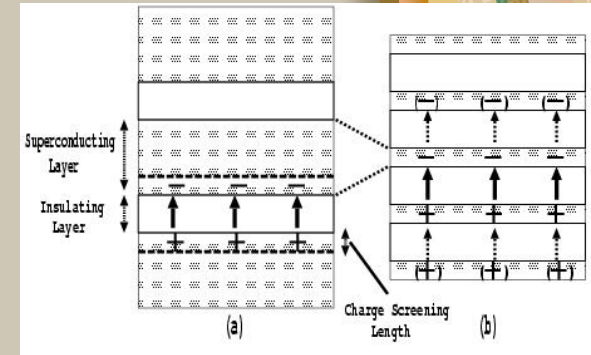 Superconducting
Layer
Insulating
Layer
Charge Screening
Length
(a)
(b)
(—) (—) (—)
— — —
— — —
+ + +
+ + +
(+) (+) (+)